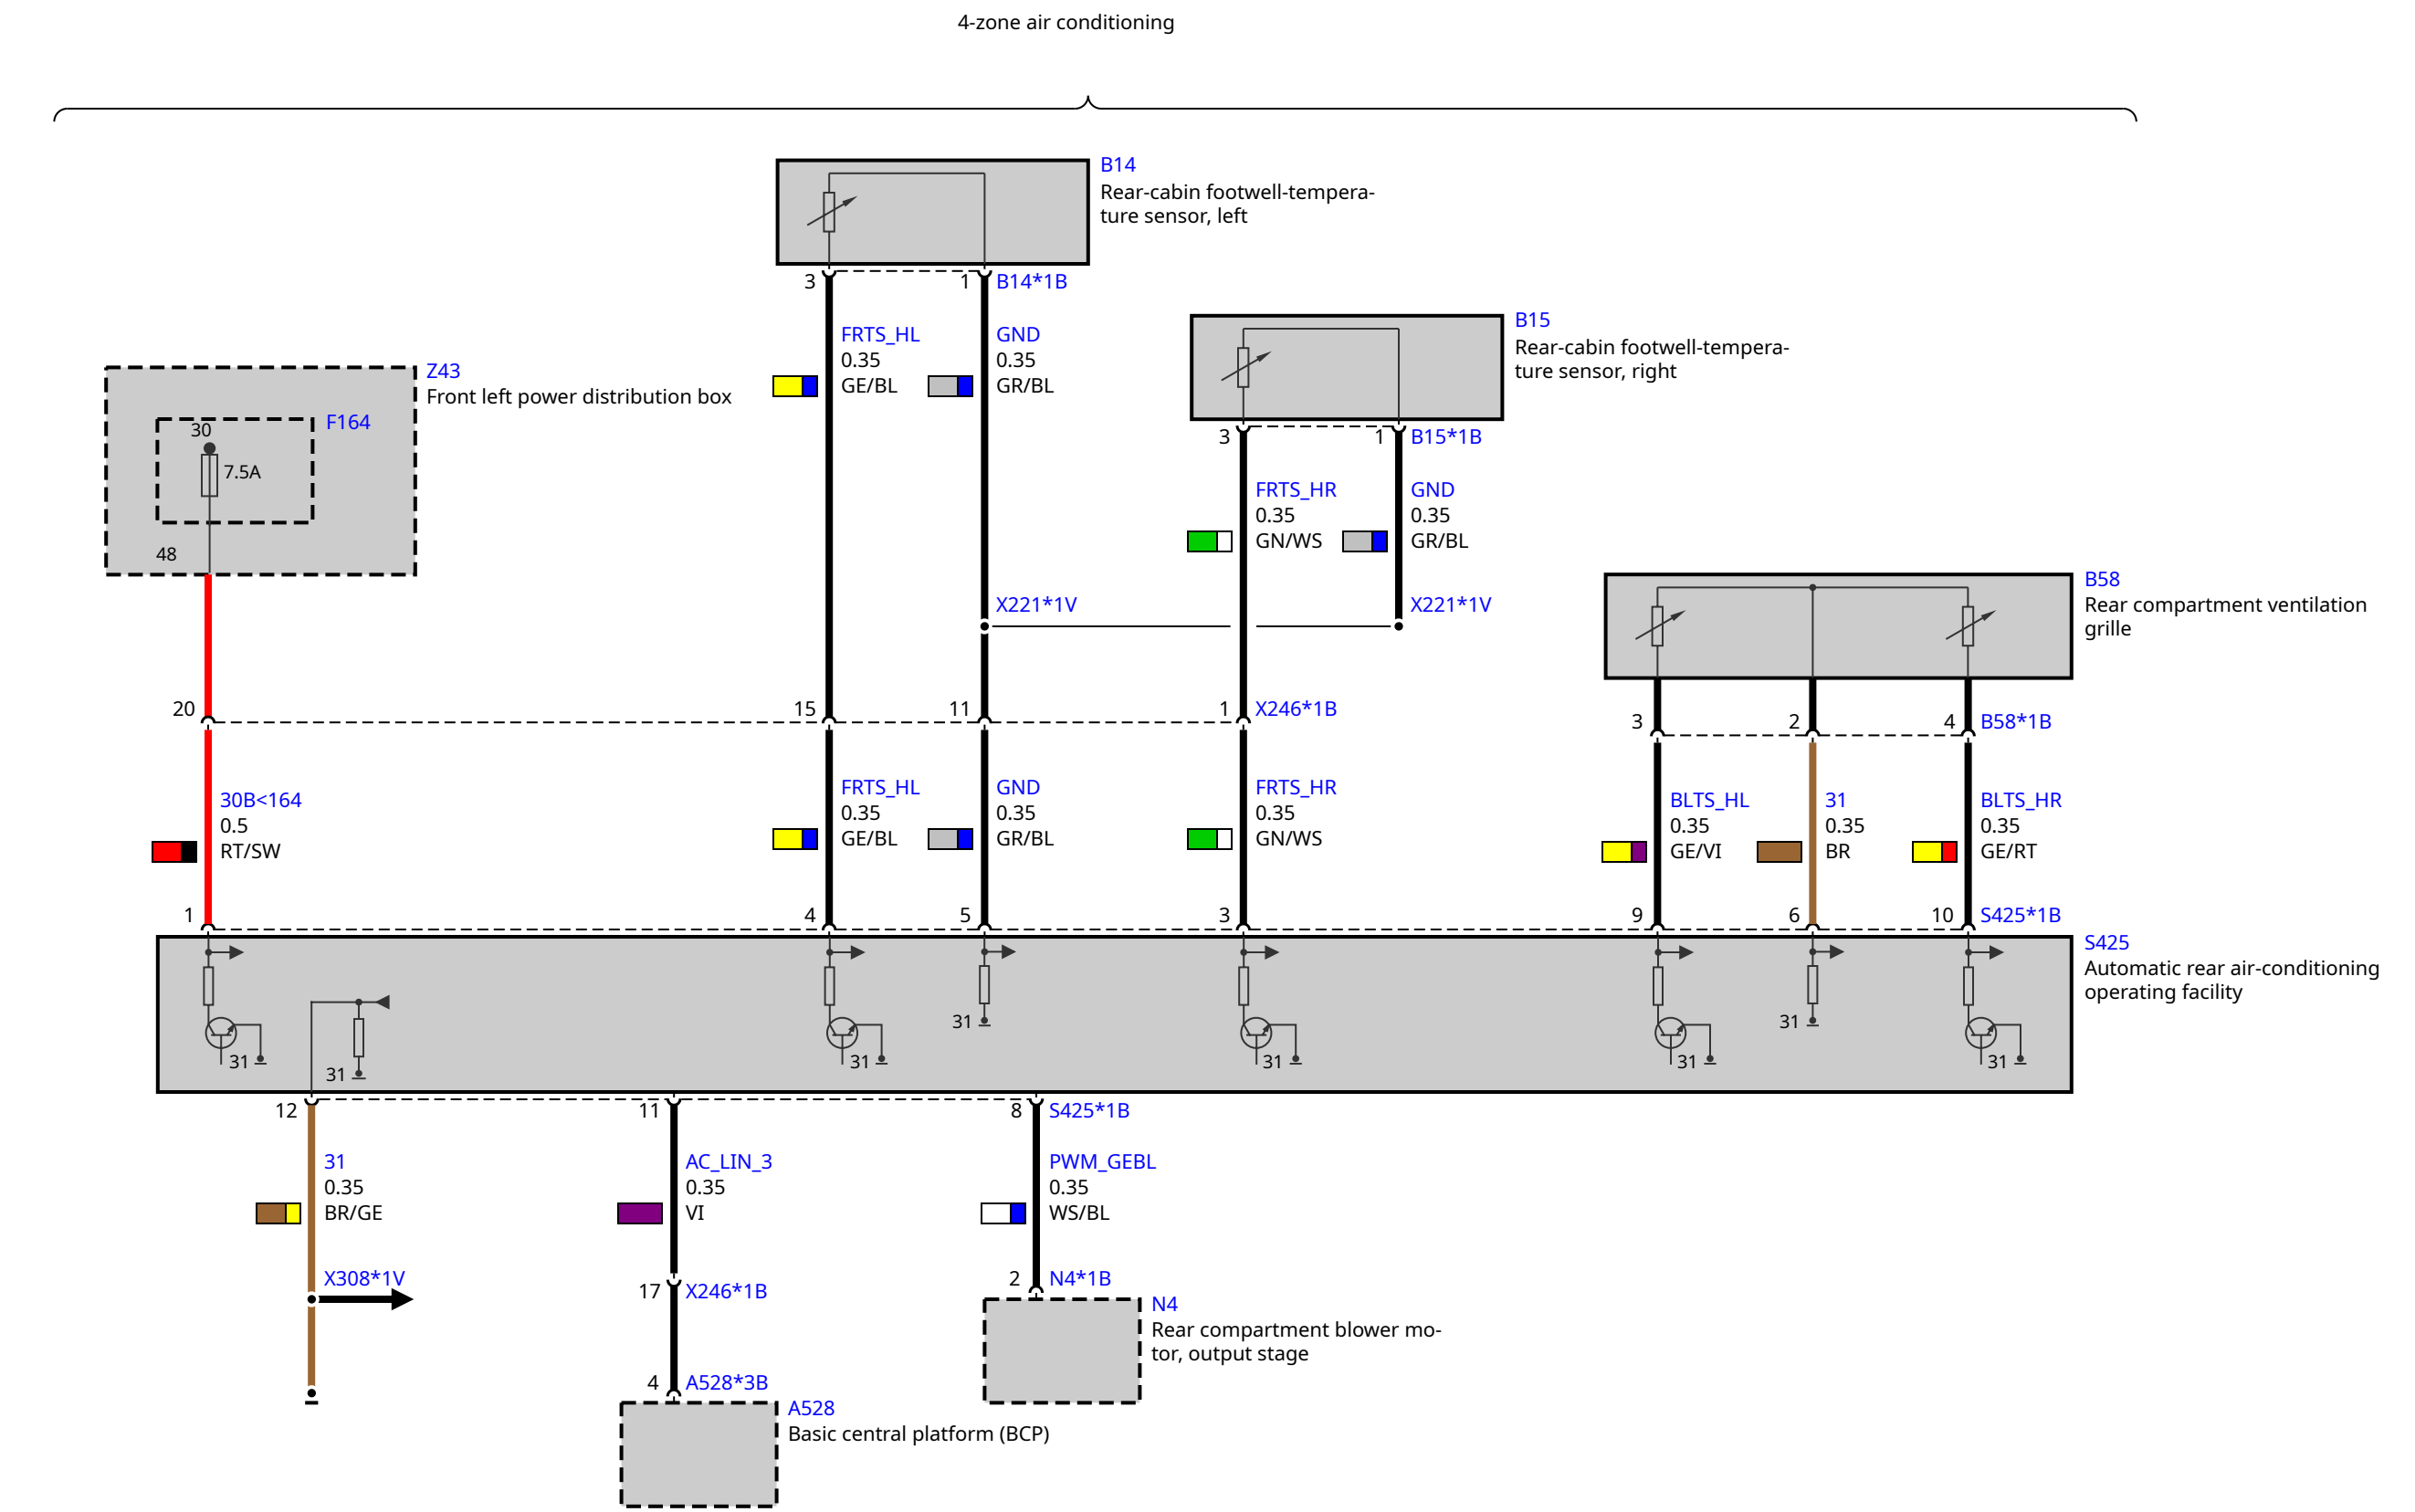 4-zone air conditioning
B14
Rear-cabin footwell-tempera-
ture sensor, left
3
1
B14*1B
B15
Rear-cabin footwell-tempera-
ture sensor, right
FRTS_HL
0.35
GE/BL
GND
0.35
GR/BL
Z43
Front left power distribution box
F164
30
7.5A
48
3
1
B15*1B
FRTS_HR
0.35
GN/WS
GND
0.35
GR/BL
X221*1V
X221*1V
B58
Rear compartment ventilation
grille
20
15
11
1
X246*1B
3
2
4
B58*1B
30B<164
0.5
RT/SW
FRTS_HL
0.35
GE/BL
GND
0.35
GR/BL
FRTS_HR
0.35
GN/WS
BLTS_HL
0.35
GE/VI
31
0.35
BR
BLTS_HR
0.35
GE/RT
1
4
5
3
9
6
10
S425*1B
S425
Automatic rear air-conditioning
operating facility
31
31
31
31
31
31
31
31
12
11
8
S425*1B
31
0.35
BR/GE
AC_LIN_3
0.35
VI
PWM_GEBL
0.35
WS/BL
X308*1V
17
X246*1B
2
N4*1B
N4
Rear compartment blower mo-
tor, output stage
4
A528*3B
A528
Basic central platform (BCP)